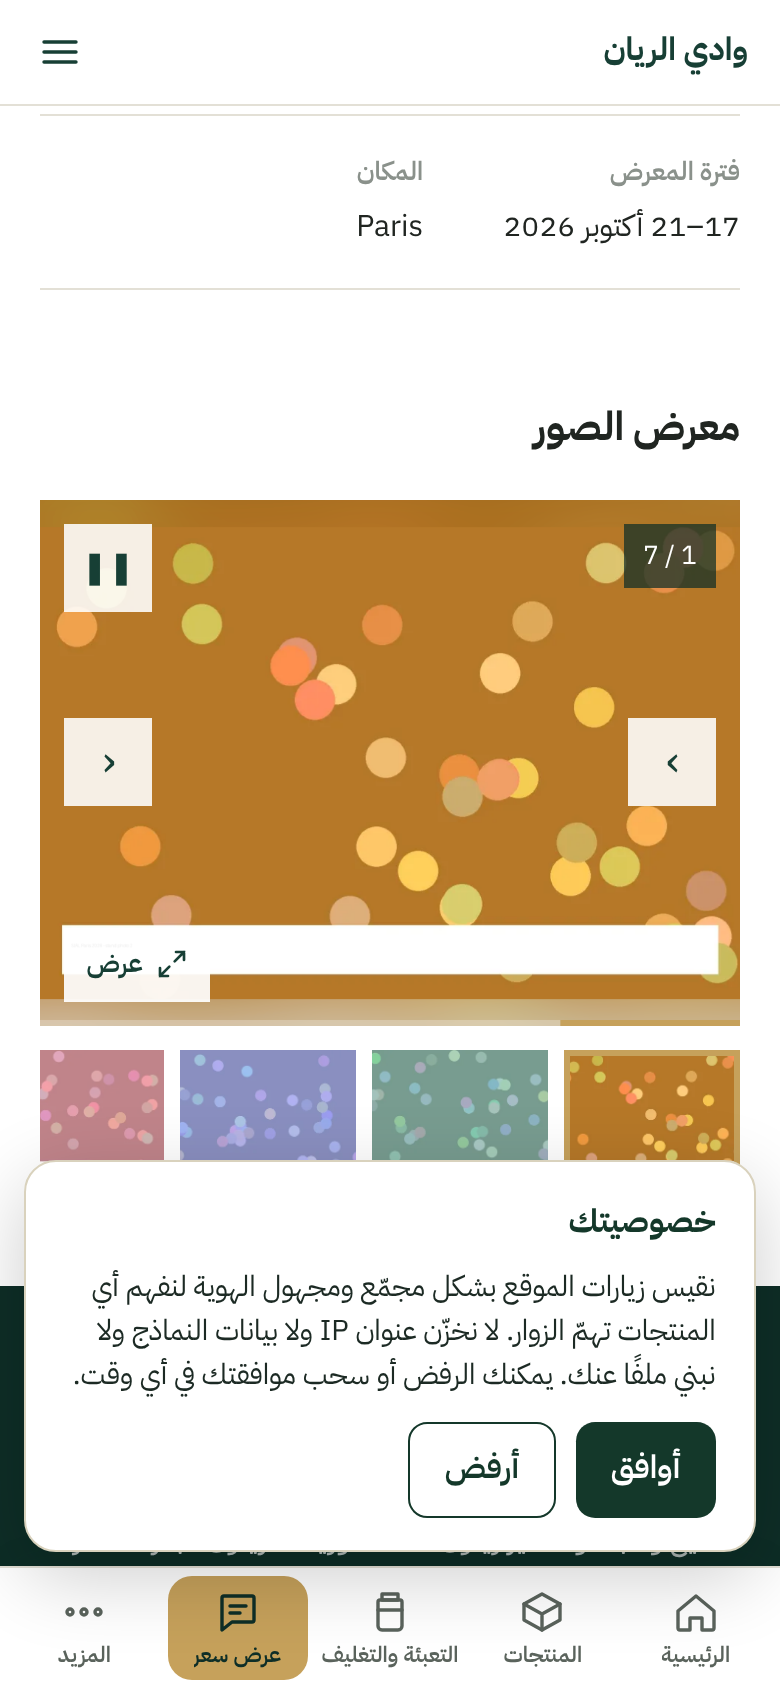 وادي الريان
فترة المعرض
المكان
17–21 أكتوبر 2026
Paris
معرض الصور
1 / 7
عرض
خصوصيتك
نقيس زيارات الموقع بشكل مجمّع ومجهول الهوية لنفهم أي
المنتجات تهمّ الزوار. لا نخزّن عنوان IP ولا بيانات النماذج ولا
نبني ملفًا عنك. يمكنك الرفض أو سحب موافقتك في أي وقت.
أوافق
أرفض
الرئيسية
المنتجات
التعبئة والتغليف
عرض سعر
المزيد